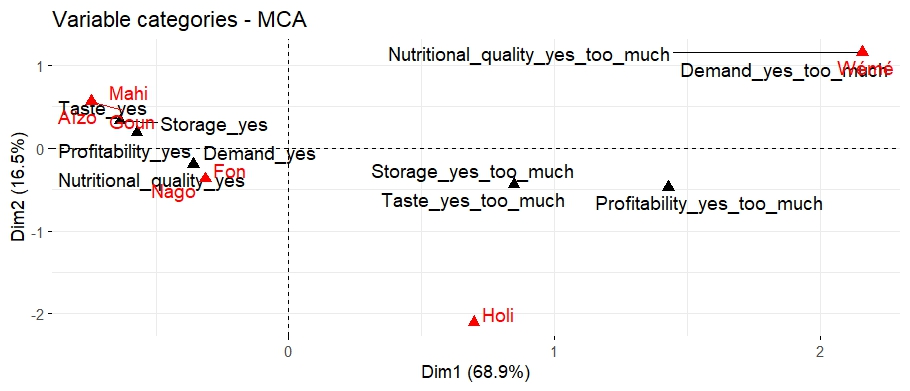 Variable categories - MCA
Nutritional_quality_yes_too_much
Demand_yes_too_much
Wémé
Mahi
Taste_yes
Aïzo
Goun
Storage_yes
Profitability_yes
Demand_yes
Fon
Nutritional_quality_yes
Nago
Storage_yes_too_much
Taste_yes_too_much
Profitability_yes_too_much
Holi
1
0
-1
-2
Dim2 (16.5%)
0
1
2
Dim1 (68.9%)